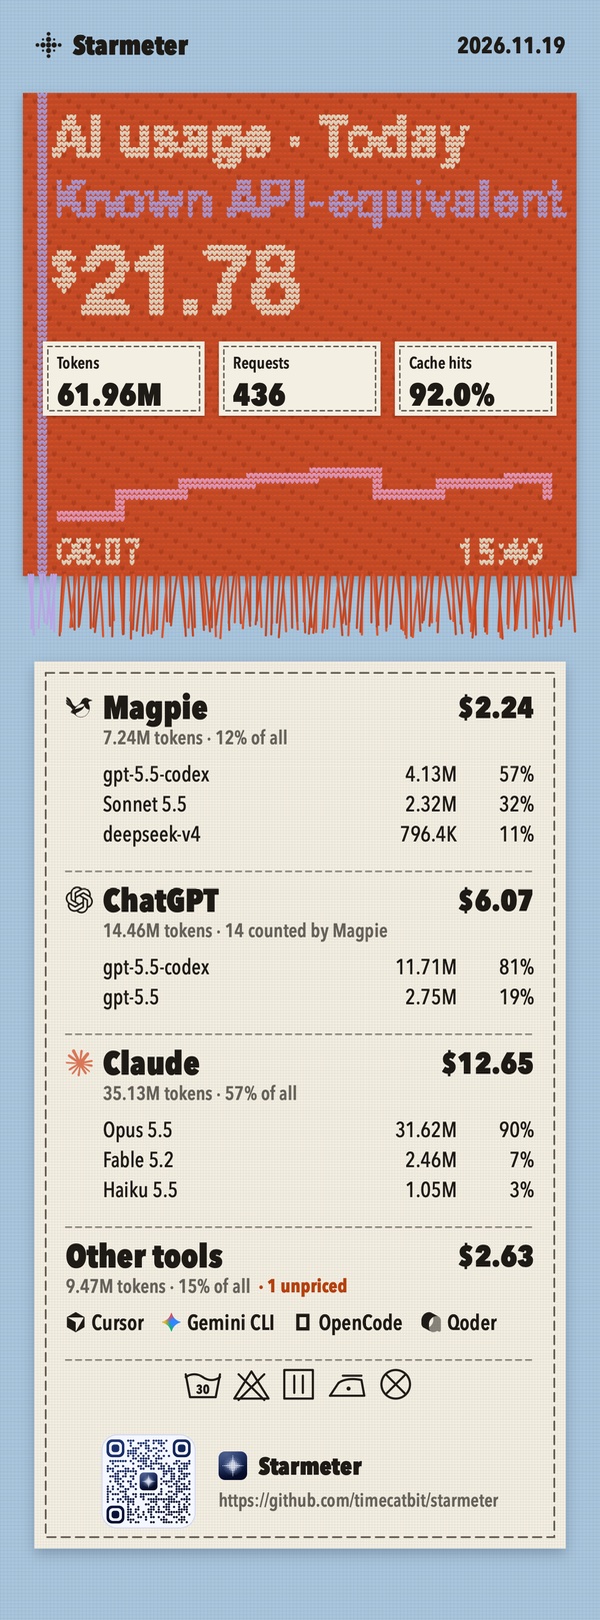 Starmeter 2026.11.19
AI usage · Today
Known API-equivalent
$21.78
Tokens Requests Cache hits
61.96M 436 92.0%
08:07 15:40
Magpie $2.24
7.24M tokens · 12% of all
gpt-5.5-codex 4.13M 57%
Sonnet 5.5 2.32M 32%
deepseek-v4 796.4K 11%
ChatGPT $6.07
14.46M tokens · 14 counted by Magpie
gpt-5.5-codex 11.71M 81%
gpt-5.5 2.75M 19%
Claude $12.65
35.13M tokens · 57% of all
Opus 5.5 31.62M 90%
Fable 5.2 2.46M 7%
Haiku 5.5 1.05M 3%
Other tools $2.63
9.47M tokens · 15% of all · 1 unpriced
Cursor Gemini CLI OpenCode Qoder
30
Starmeter
https://github.com/timecatbit/starmeter